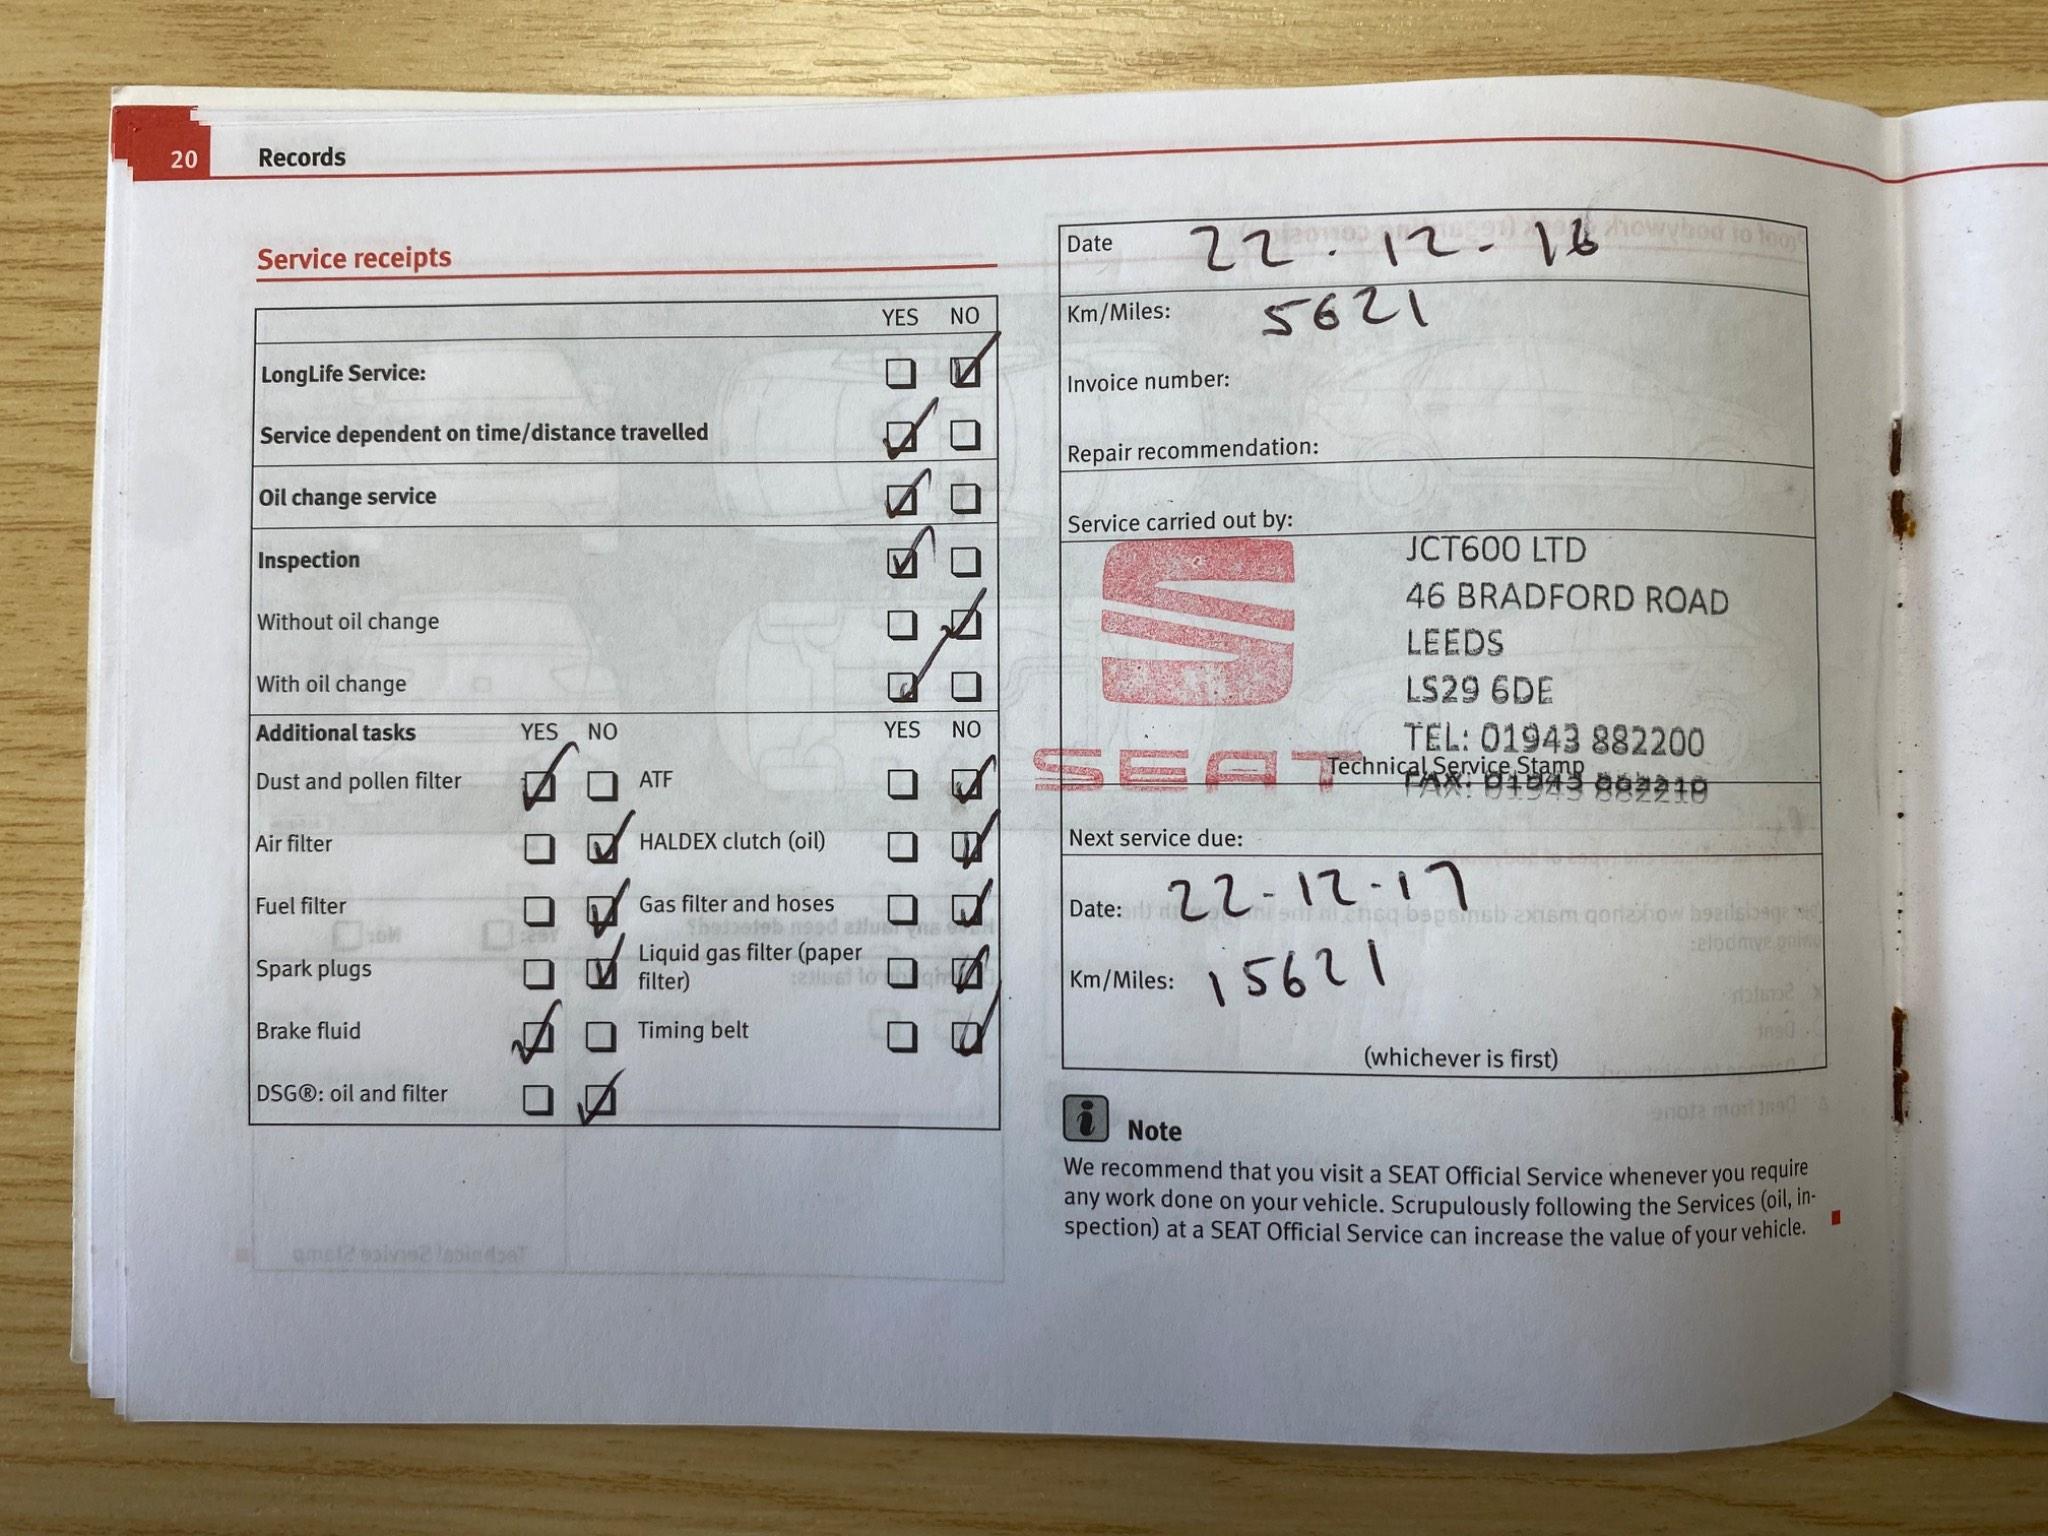 20 Records
Service receipts
YES NO
LongLife Service:
Service dependent on time/distance travelled
Oil change service
Inspection
Without oil change
With oil change
Additional tasks YES NO YES NO
Dust and pollen filter ATF
Air filter HALDEX clutch (oil)
Fuel filter Gas filter and hoses
Spark plugs Liquid gas filter (paper
filter)
Brake fluid Timing belt
DSG®: oil and filter
Date 22.12-16
Km/Miles: 5621
Invoice number:
Repair recommendation:
Service carried out by:
SEAT
JCT600 LTD
46 BRADFORD ROAD
LEEDS
LS29 6DE
TEL: 01943 882200
Technical Service Stamp
FAX: 01943 882210
Next service due:
Date: 22-12-17
Km/Miles: 15621
(whichever is first)
i Note
We recommend that you visit a SEAT Official Service whenever you require
any work done on your vehicle. Scrupulously following the Services (oil, in-
spection) at a SEAT Official Service can increase the value of your vehicle.